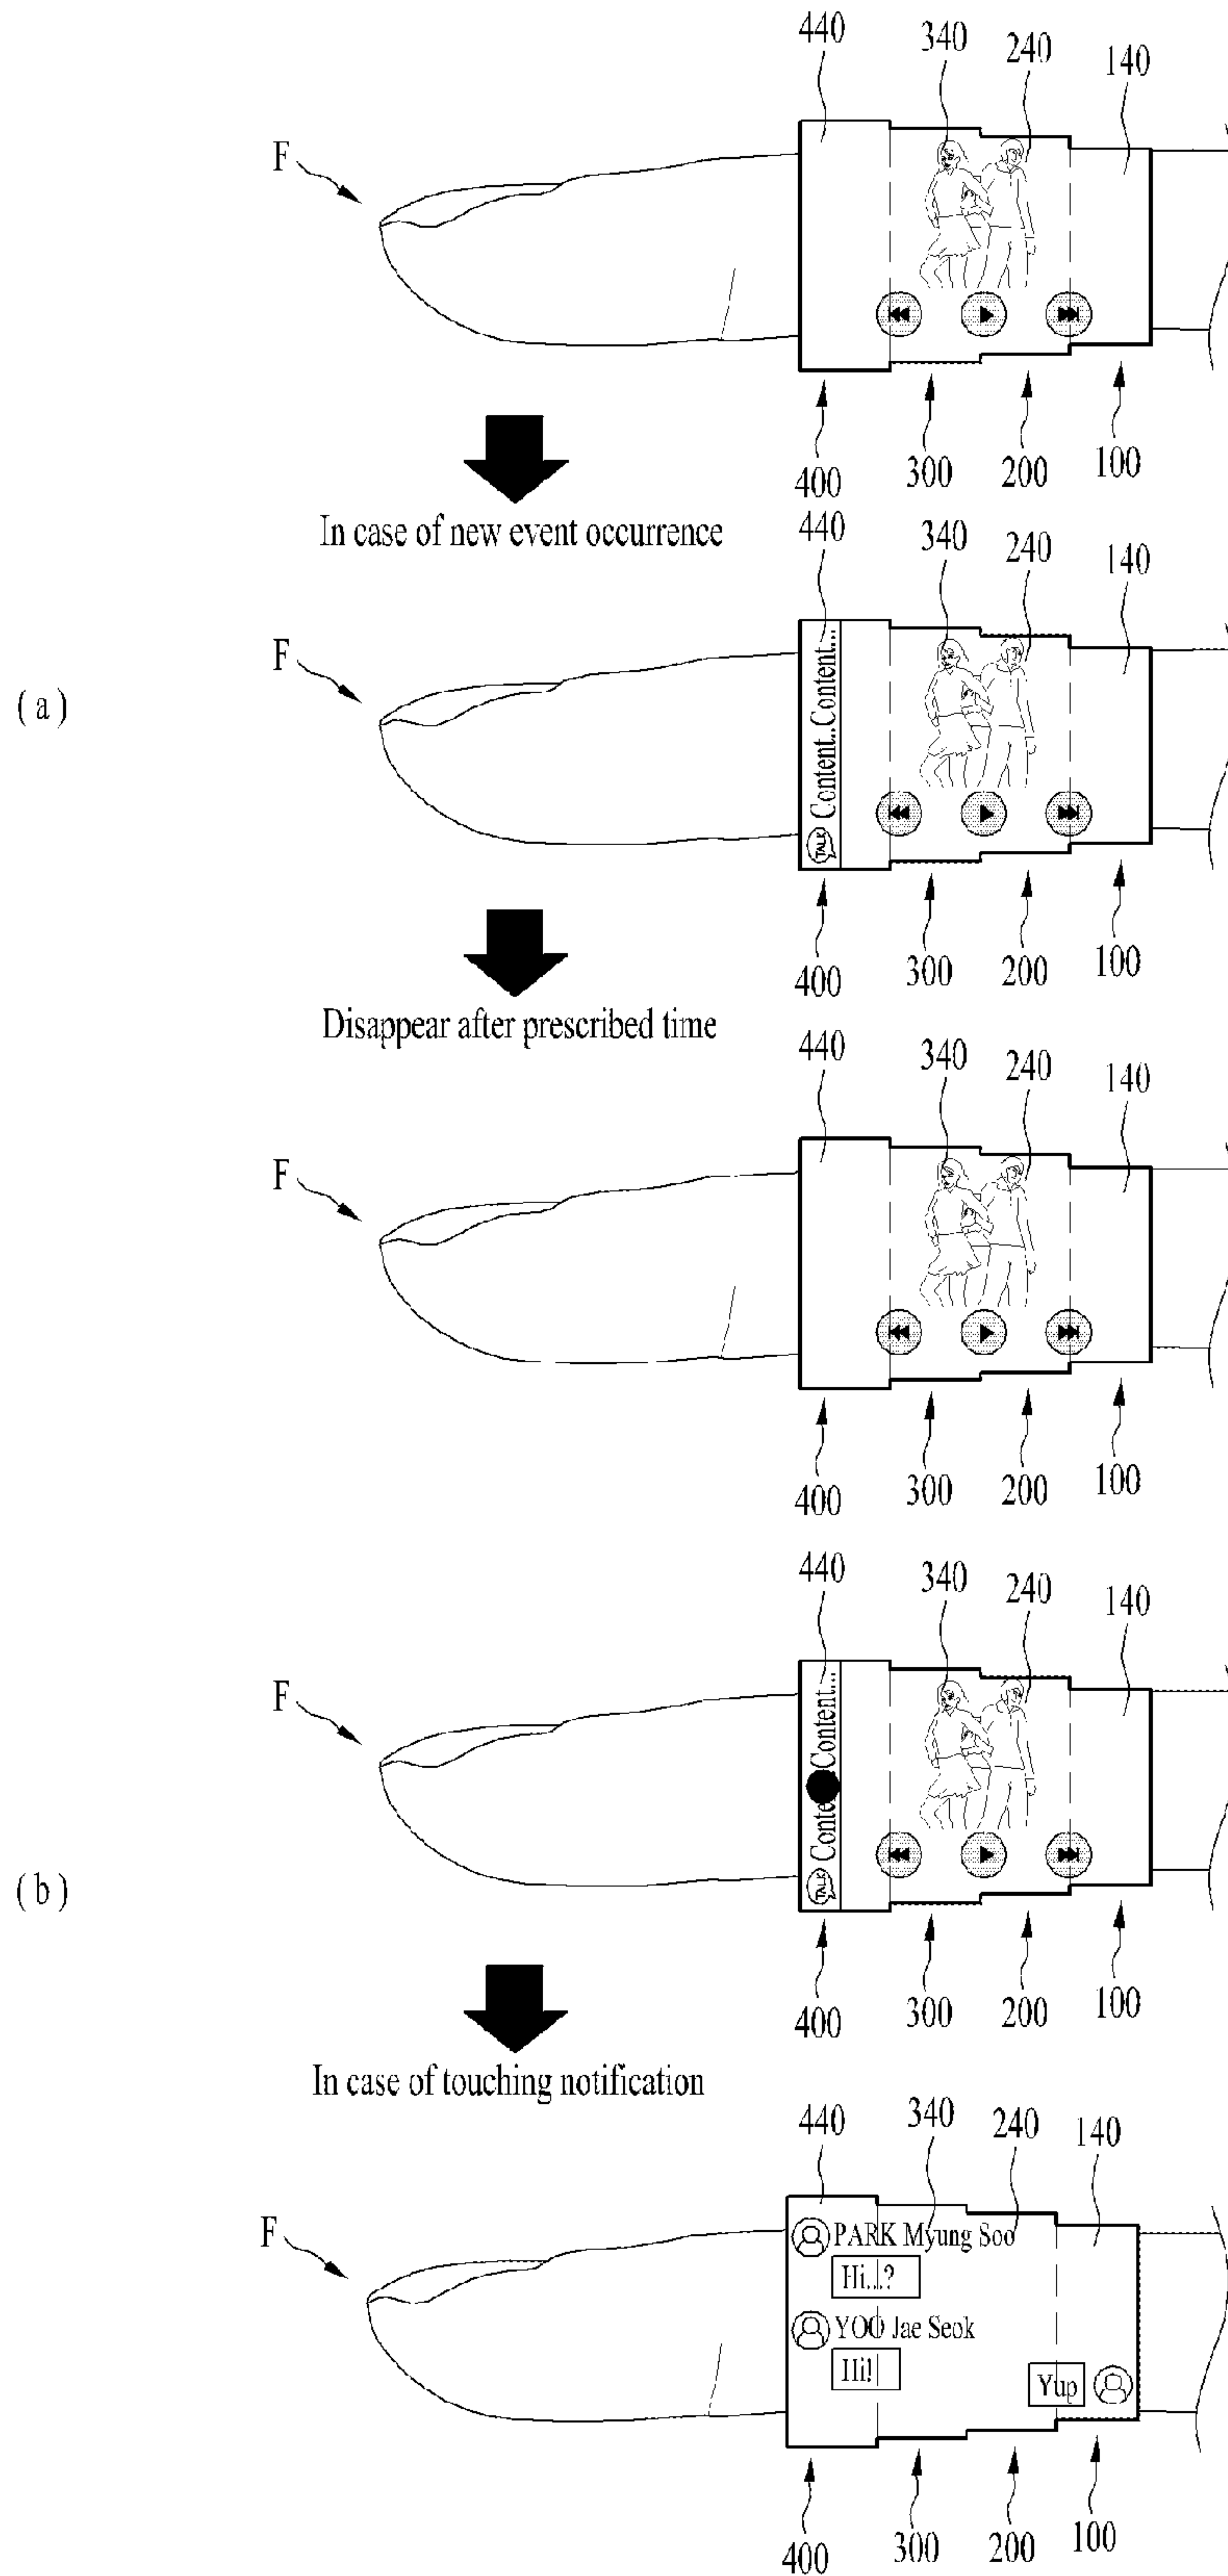 440 340 240 140
F
400 300 200 100
In case of new event occurrence
440 340 240 140
F
(a)
TALK Content..Content...
400 300 200 100
Disappear after prescribed time
440 340 240 140
F
400 300 200 100
440 340 240 140
F
TALK Conte Content...
(b)
400 300 200 100
In case of touching notification
440 340 240 140
F
PARK Myung Soo
Hi...?
YOO Jae Seok
Hi!
Yup
400 300 200 100